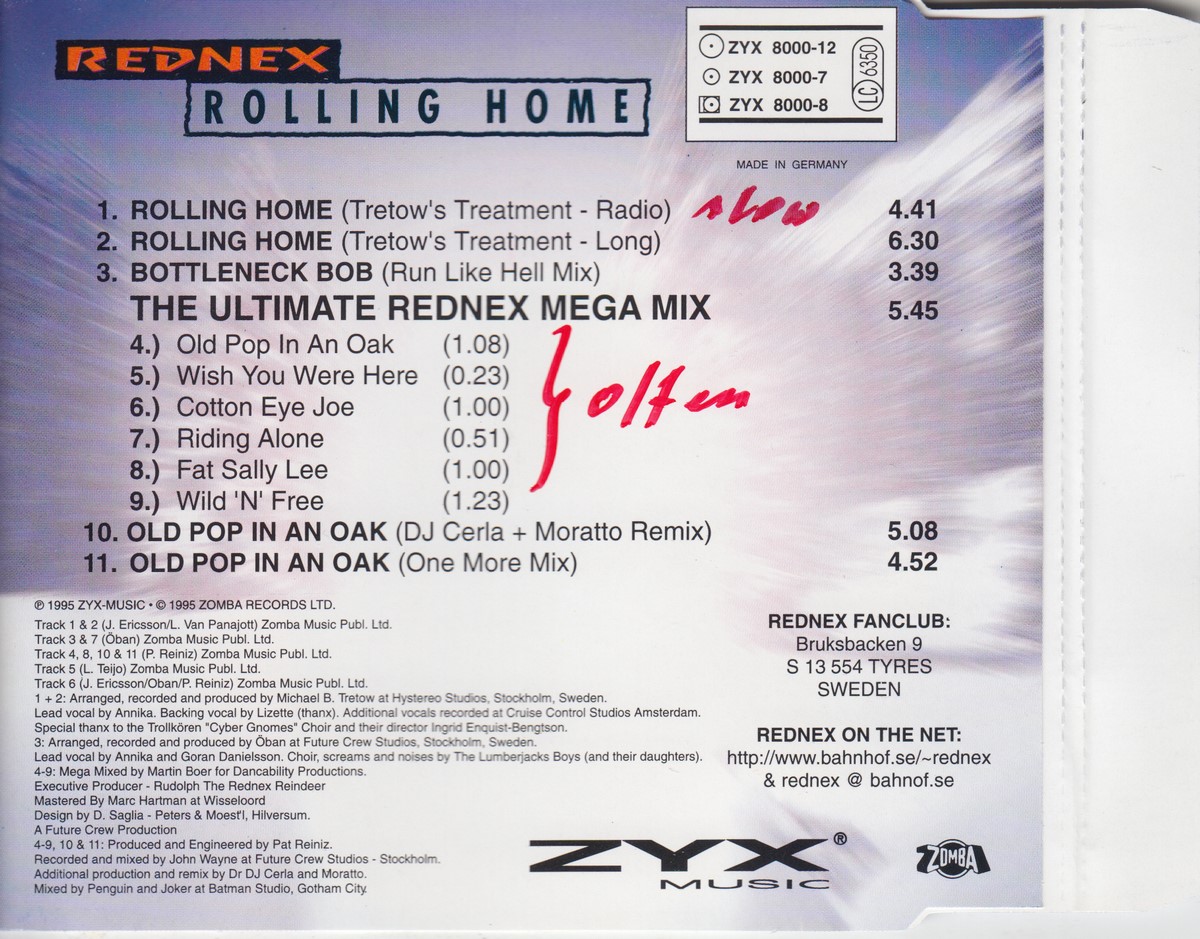 REDNEX
ROLLING HOME
ZYX 8000-12
ZYX 8000-7
ZYX 8000-8
LC 6350
MADE IN GERMANY
1. ROLLING HOME (Tretow's Treatment - Radio) slow 4.41
2. ROLLING HOME (Tretow's Treatment - Long) 6.30
3. BOTTLENECK BOB (Run Like Hell Mix) 3.39
THE ULTIMATE REDNEX MEGA MIX 5.45
4.) Old Pop In An Oak (1.08)
5.) Wish You Were Here (0.23)
6.) Cotton Eye Joe (1.00)
7.) Riding Alone (0.51)
8.) Fat Sally Lee (1.00)
9.) Wild 'N' Free (1.23)
10. OLD POP IN AN OAK (DJ Cerla + Moratto Remix) 5.08
11. OLD POP IN AN OAK (One More Mix) 4.52
℗ 1995 ZYX-MUSIC • © 1995 ZOMBA RECORDS LTD.
Track 1 & 2 (J. Ericsson/L. Van Panajott) Zomba Music Publ. Ltd.
Track 3 & 7 (Öban) Zomba Music Publ. Ltd.
Track 4, 8, 10 & 11 (P. Reiniz) Zomba Music Publ. Ltd.
Track 5 (L. Teijo) Zomba Music Publ. Ltd.
Track 6 (J. Ericsson/Oban/P. Reiniz) Zomba Music Publ. Ltd.
1 + 2: Arranged, recorded and produced by Michael B. Tretow at Hystereo Studios, Stockholm, Sweden.
Lead vocal by Annika. Backing vocal by Lizette (thanx). Additional vocals recorded at Cruise Control Studios Amsterdam.
Special thanx to the Trollkören "Cyber Gnomes" Choir and their director Ingrid Enquist-Bengtson.
3: Arranged, recorded and produced by Öban at Future Crew Studios, Stockholm, Sweden.
Lead vocal by Annika and Goran Danielsson. Choir, screams and noises by The Lumberjacks Boys (and their daughters).
4-9: Mega Mixed by Martin Boer for Dancability Productions.
Executive Producer - Rudolph The Rednex Reindeer
Mastered By Marc Hartman at Wisseloord
Design by D. Saglia - Peters & Moest'l, Hilversum.
A Future Crew Production
4-9, 10 & 11: Produced and Engineered by Pat Reiniz.
Recorded and mixed by John Wayne at Future Crew Studios - Stockholm.
Additional production and remix by Dr DJ Cerla and Moratto.
Mixed by Penguin and Joker at Batman Studio, Gotham City
REDNEX FANCLUB:
Bruksbacken 9
S 13 554 TYRES
SWEDEN
REDNEX ON THE NET:
http://www.bahnhof.se/~rednex
& rednex @ bahnof.se
ZYX®
MUSIC
ZOMBA